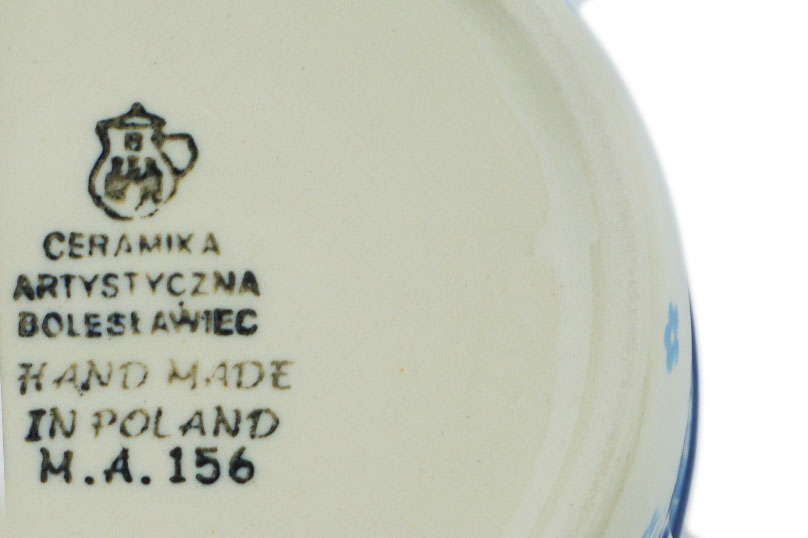 CERAMIKA
ARTYSTYCZNA
BOLESŁAWIEC
HAND MADE
IN POLAND
M.A.156